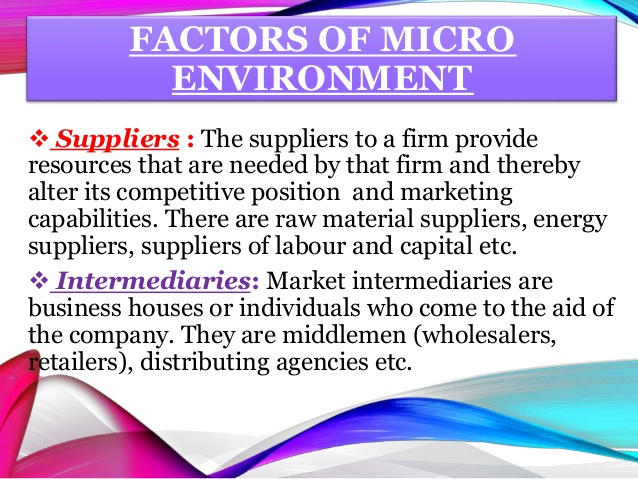 FACTORS OF MICRO
ENVIRONMENT
❖ Suppliers : The suppliers to a firm provide
resources that are needed by that firm and thereby
alter its competitive position and marketing
capabilities. There are raw material suppliers, energy
suppliers, suppliers of labour and capital etc.
❖ Intermediaries: Market intermediaries are
business houses or individuals who come to the aid of
the company. They are middlemen (wholesalers,
retailers), distributing agencies etc.